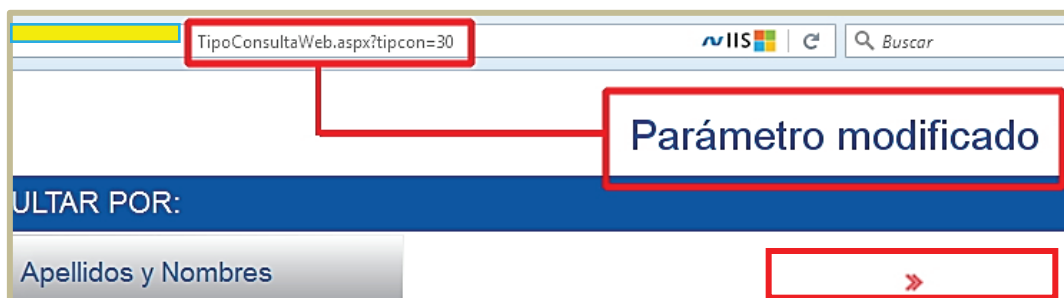 TipoConsultaWeb.aspx?tipcon=30
IIS
Buscar
Parámetro modificado
ULTAR POR:
Apellidos y Nombres
»